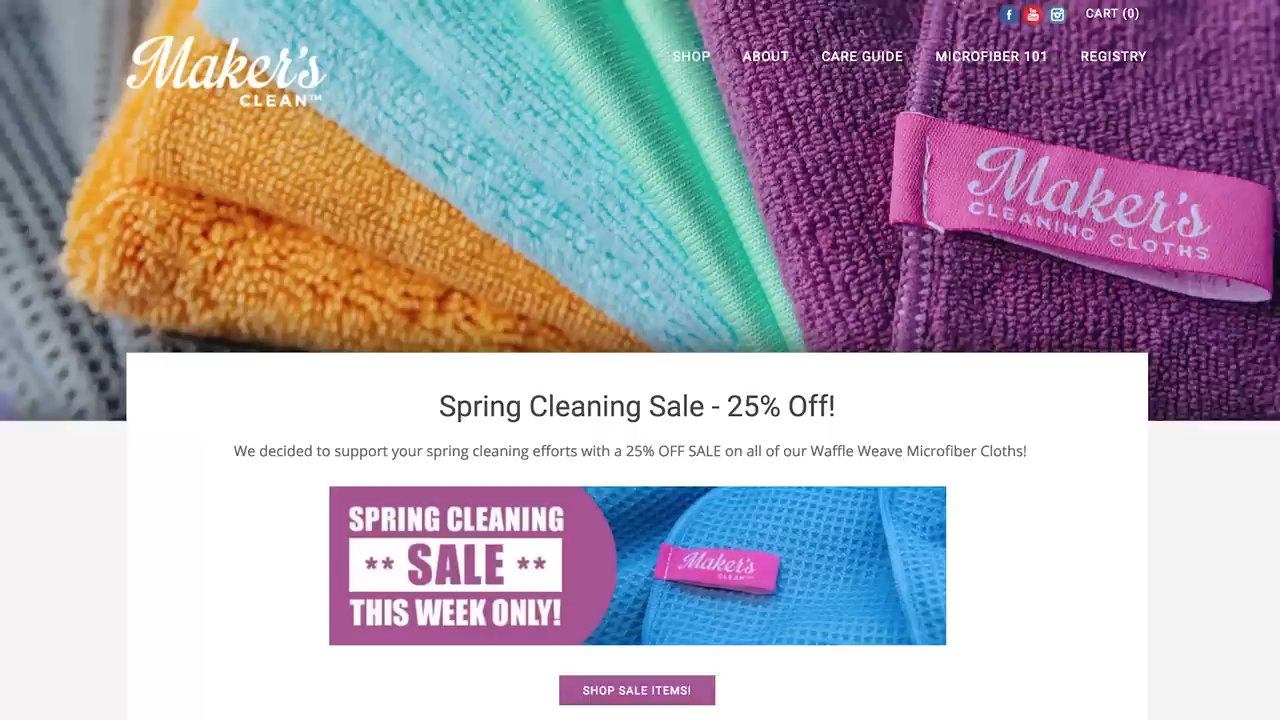 CART (0)
Maker's
CLEAN™
SHOP ABOUT CARE GUIDE MICROFIBER 101 REGISTRY
Maker's
CLEANING CLOTHS
Spring Cleaning Sale - 25% Off!
We decided to support your spring cleaning efforts with a 25% OFF SALE on all of our Waffle Weave Microfiber Cloths!
SPRING CLEANING
** SALE **
THIS WEEK ONLY!
Maker's
CLEAN™
SHOP SALE ITEMS!